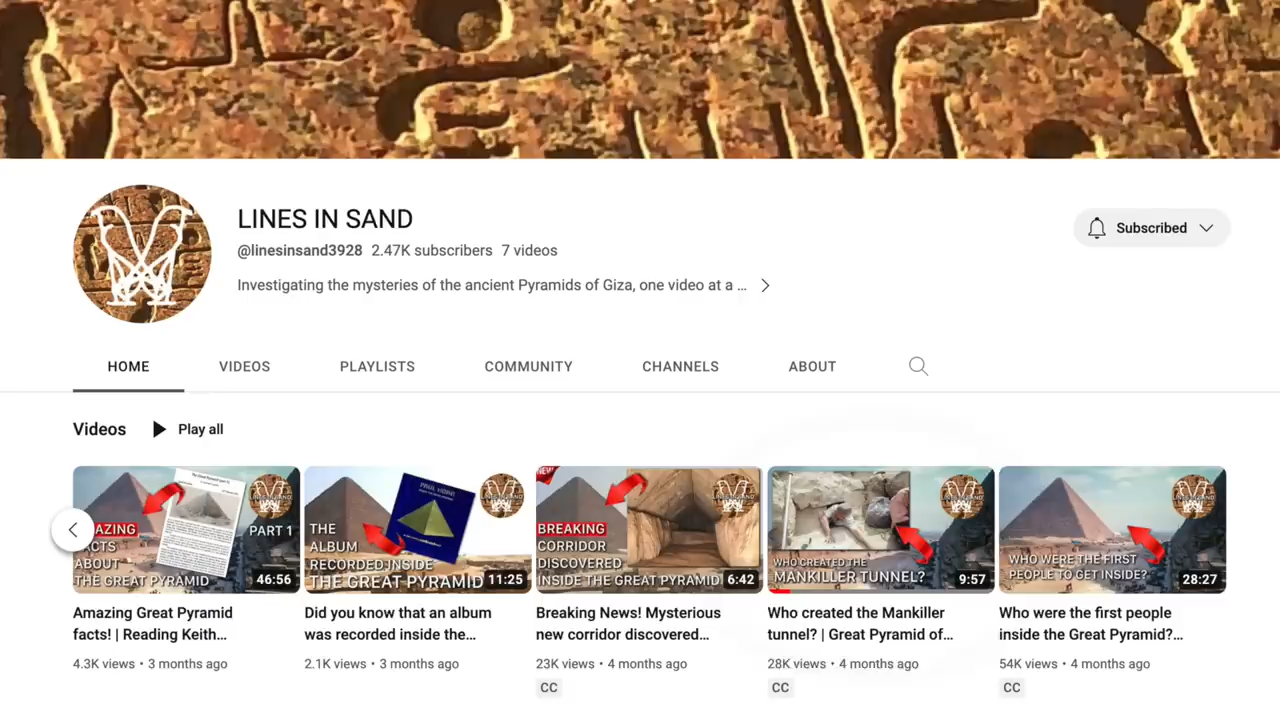 LINES IN SAND
@linesinsand3928 2.47K subscribers 7 videos
Investigating the mysteries of the ancient Pyramids of Giza, one video at a ...
Subscribed
HOME VIDEOS PLAYLISTS COMMUNITY CHANNELS ABOUT
Videos Play all
LINES IN SAND
AZING
PART 1
ACTS
ABOUT
THE GREAT PYRAMID
46:56
PAUL HORN
THE
ALBUM
RECORDED INSIDE
THE GREAT PYRAMID
11:25
NEW!
BREAKING
CORRIDOR
DISCOVERED
INSIDE THE GREAT PYRAMID
6:42
WHO CREATED THE
MANKILLER TUNNEL?
9:57
WHO WERE THE FIRST
PEOPLE TO GET INSIDE?
28:27
Amazing Great Pyramid
facts! | Reading Keith...
4.3K views • 3 months ago
Did you know that an album
was recorded inside the...
2.1K views • 3 months ago
Breaking News! Mysterious
new corridor discovered...
23K views • 4 months ago
CC
Who created the Mankiller
tunnel? | Great Pyramid of...
28K views • 4 months ago
CC
Who were the first people
inside the Great Pyramid?...
54K views • 4 months ago
CC